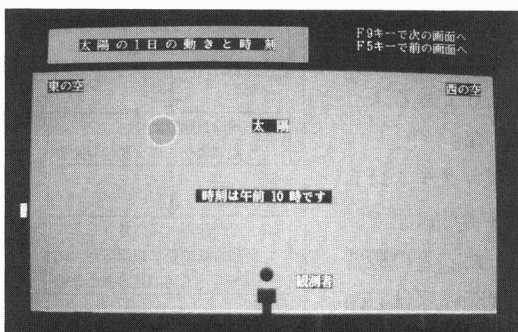 太陽の1日の動きと時刻
F9キーで次の画面へ
F5キーで前の画面へ
東の空
西の空
太陽
時刻は午前10時です
観測者